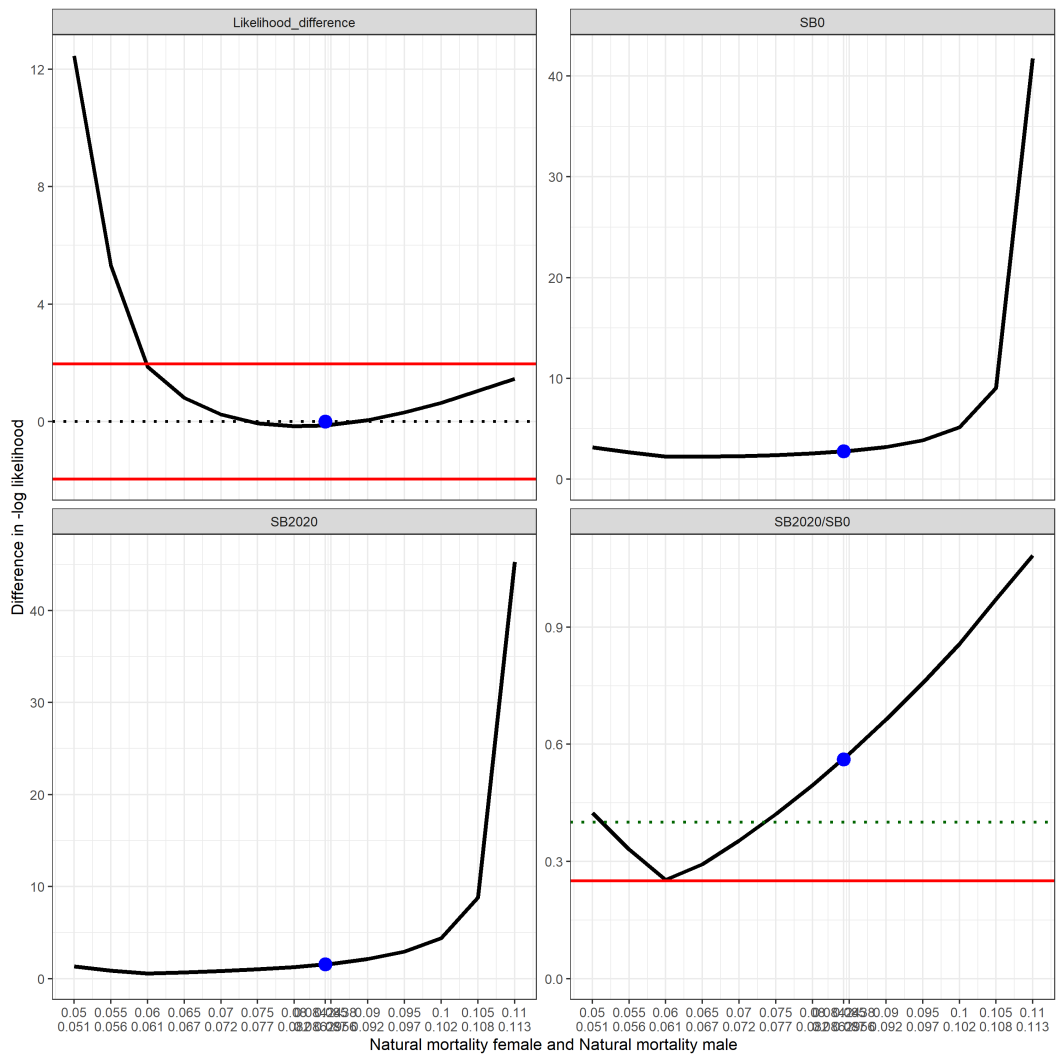 Likelihood_difference
SB0
12
8
4
0
40
30
20
10
0
Difference in -log likelihood
SB2020
SB2020/SB0
40
30
20
10
0
0.9
0.6
0.3
0.0
0.05 0.055 0.06 0.065 0.07 0.075 0.09 0.095 0.1 0.105 0.11
0.051 0.056 0.061 0.067 0.072 0.077 0.092 0.097 0.102 0.108 0.113
0.05 0.055 0.06 0.065 0.07 0.075 0.09 0.095 0.1 0.105 0.11
0.051 0.056 0.061 0.067 0.072 0.077 0.092 0.097 0.102 0.108 0.113
Natural mortality female and Natural mortality male